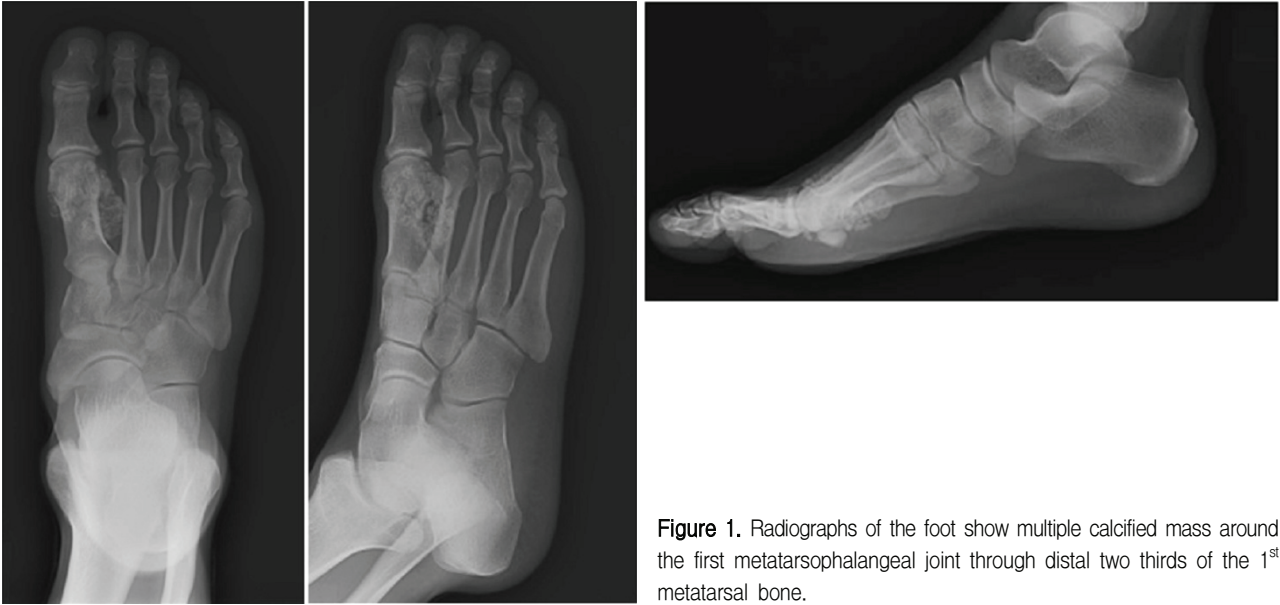 Figure 1. Radiographs of the foot show multiple calcified mass around
the first metatarsophalangeal joint through distal two thirds of the 1st
metatarsal bone.